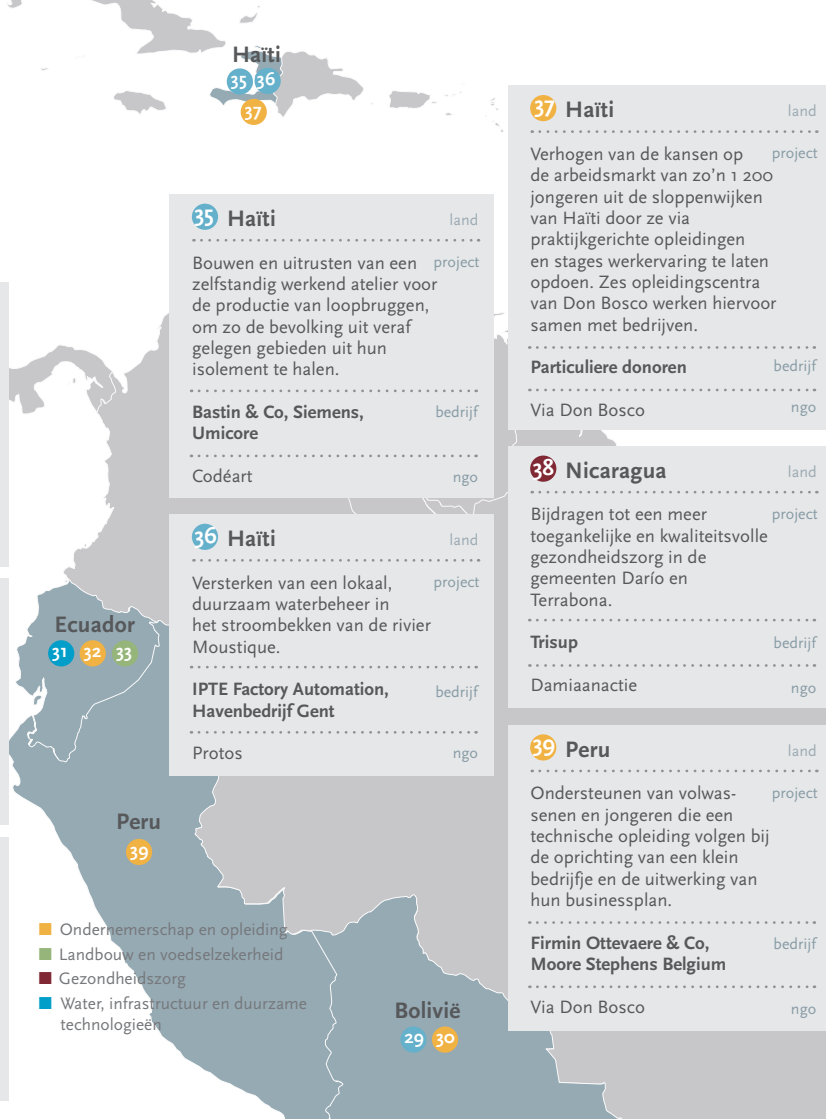 Haïti
35 36
37
35 Haïti land
Bouwen en uitrusten van een project
zelfstandig werkend atelier voor
de productie van loopbruggen,
om zo de bevolking uit veraf
gelegen gebieden uit hun
isolement te halen.
Bastin & Co, Siemens, bedrijf
Umicore
Codéart ngo
36 Haïti land
Versterken van een lokaal, project
duurzaam waterbeheer in
het stroombekken van de rivier
Moustique.
IPTE Factory Automation, bedrijf
Havenbedrijf Gent
Protos ngo
37 Haïti land
Verhogen van de kansen op project
de arbeidsmarkt van zo’n 1 200
jongeren uit de sloppenwijken
van Haïti door ze via
praktijkgerichte opleidingen
en stages werkervaring te laten
opdoen. Zes opleidingscentra
van Don Bosco werken hiervoor
samen met bedrijven.
Particuliere donoren bedrijf
Via Don Bosco ngo
38 Nicaragua land
Bijdragen tot een meer project
toegankelijke en kwaliteitsvolle
gezondheidszorg in de
gemeenten Darío en
Terrabona.
Trisup bedrijf
Damiaanactie ngo
39 Peru land
Ondersteunen van volwas- project
senen en jongeren die een
technische opleiding volgen bij
de oprichting van een klein
bedrijfje en de uitwerking van
hun businessplan.
Firmin Ottevaere & Co, bedrijf
Moore Stephens Belgium
Via Don Bosco ngo
Ecuador
31 32 33
Peru
39
Ondernemerschap en opleiding
Landbouw en voedselzekerheid
Gezondheidszorg
Water, infrastructuur en duurzame
technologieën
Bolivië
29 30